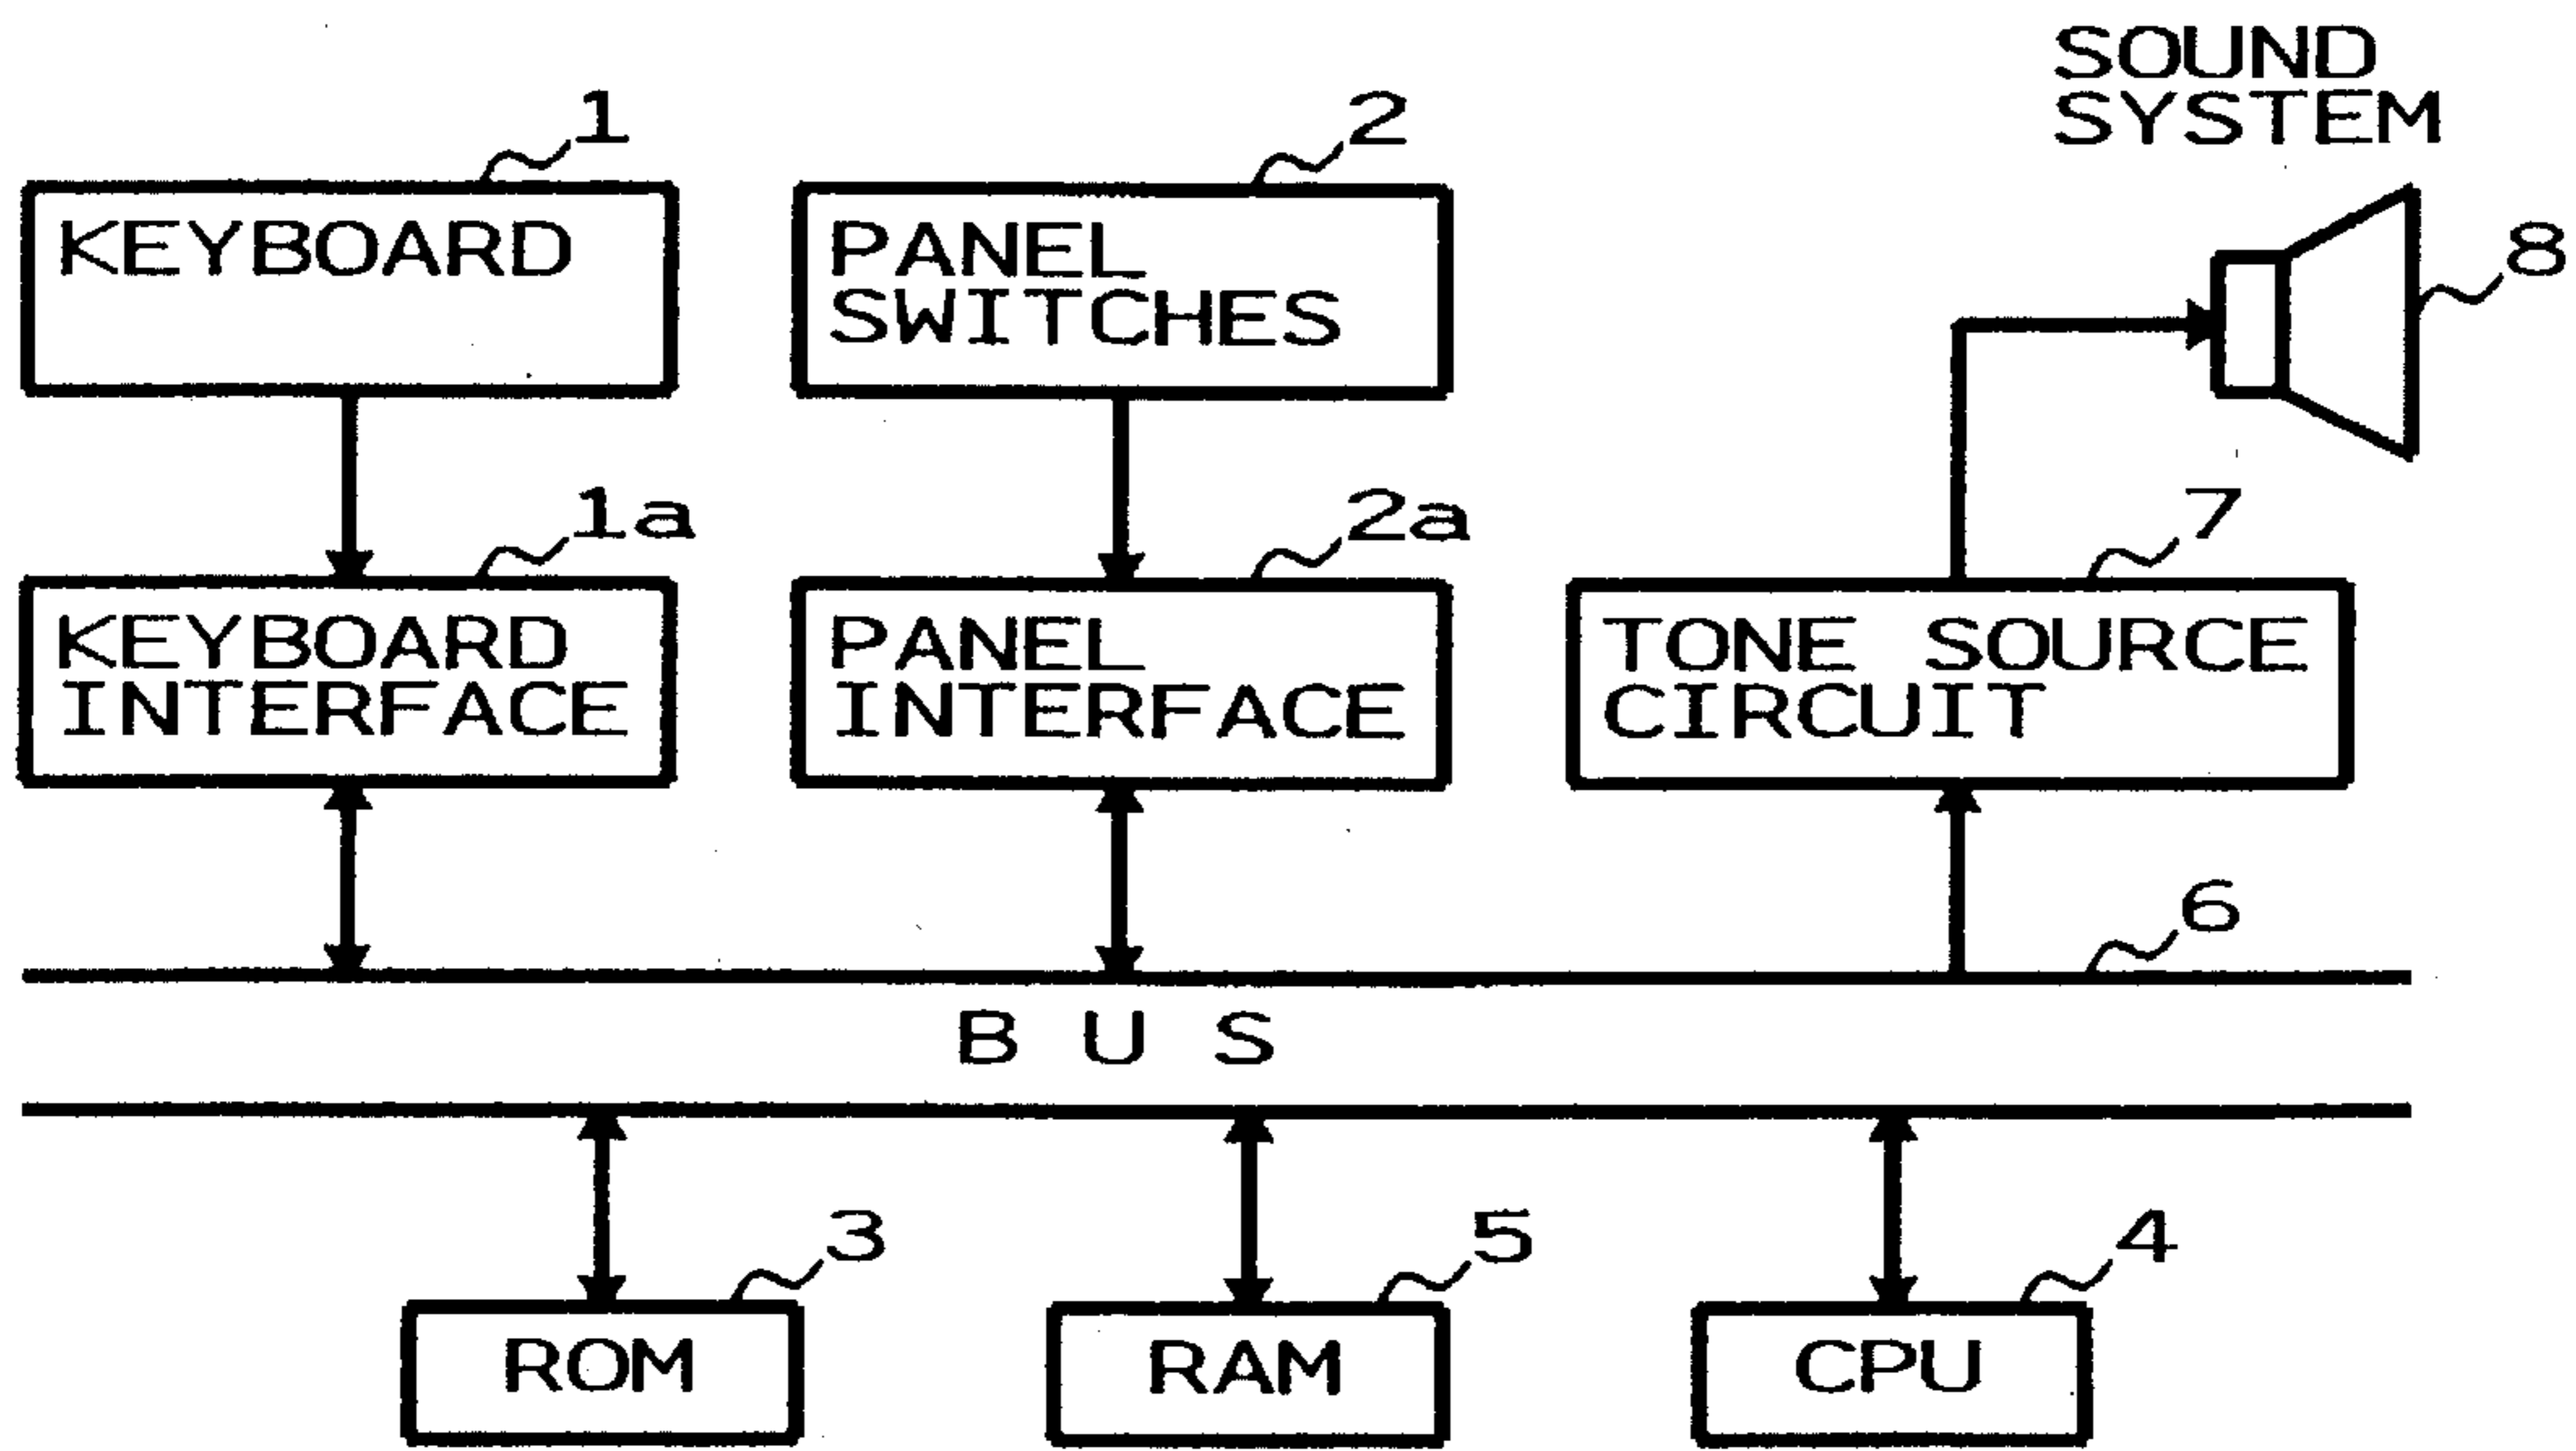 SOUND
SYSTEM
1
2
KEYBOARD
PANEL
SWITCHES
8
1a
2a
7
KEYBOARD
INTERFACE
PANEL
INTERFACE
TONE SOURCE
CIRCUIT
6
B U S
3
5
4
ROM
RAM
CPU